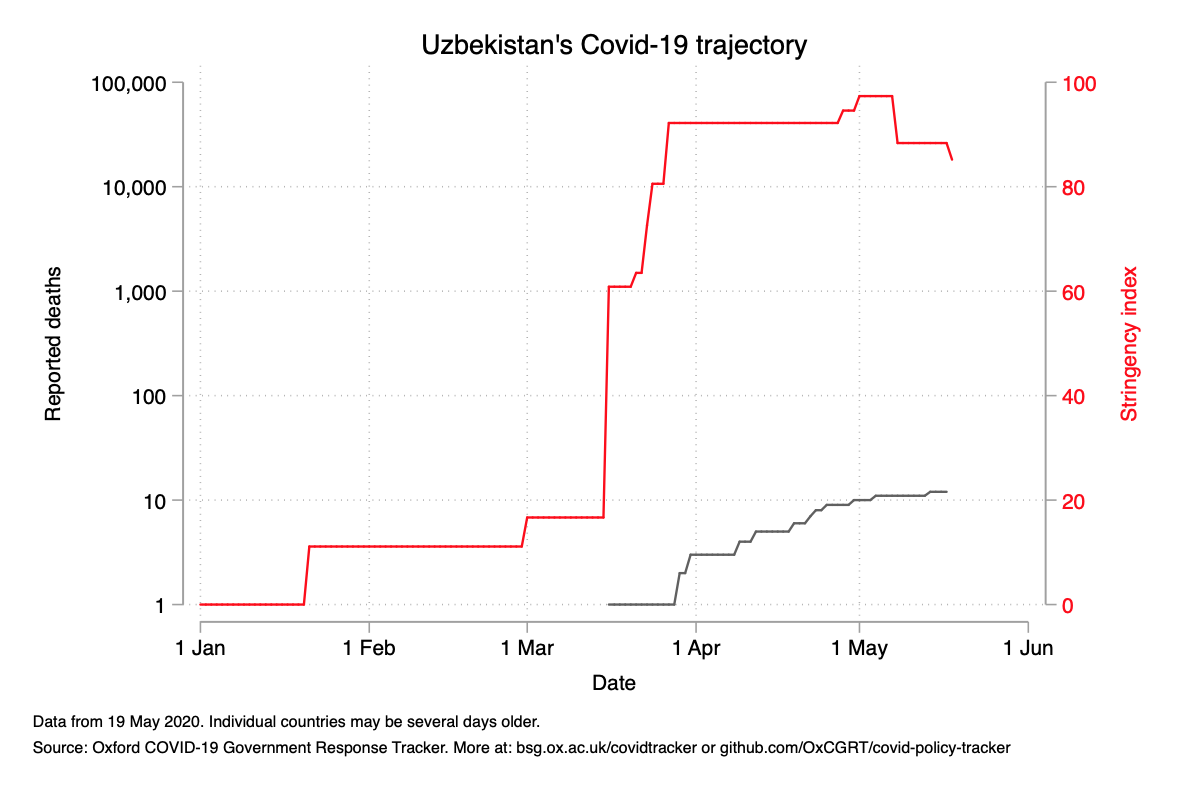 Uzbekistan's Covid-19 trajectory
100,000
10,000
1,000
100
10
1
Reported deaths
100
80
60
40
20
0
Stringency index
1 Jan
1 Feb
1 Mar
1 Apr
1 May
1 Jun
Date
Data from 19 May 2020. Individual countries may be several days older.
Source: Oxford COVID-19 Government Response Tracker. More at: bsg.ox.ac.uk/covidtracker or github.com/OxCGRT/covid-policy-tracker